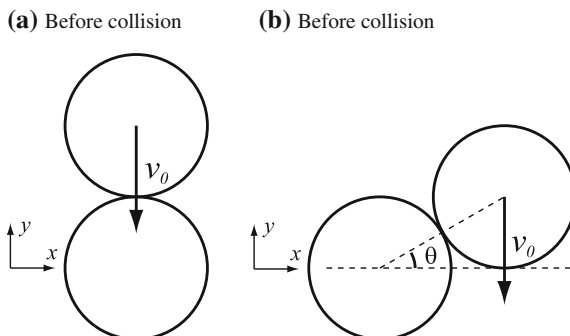 (a) Before collision
(b) Before collision
v₀
y
x
y
x
θ
v₀